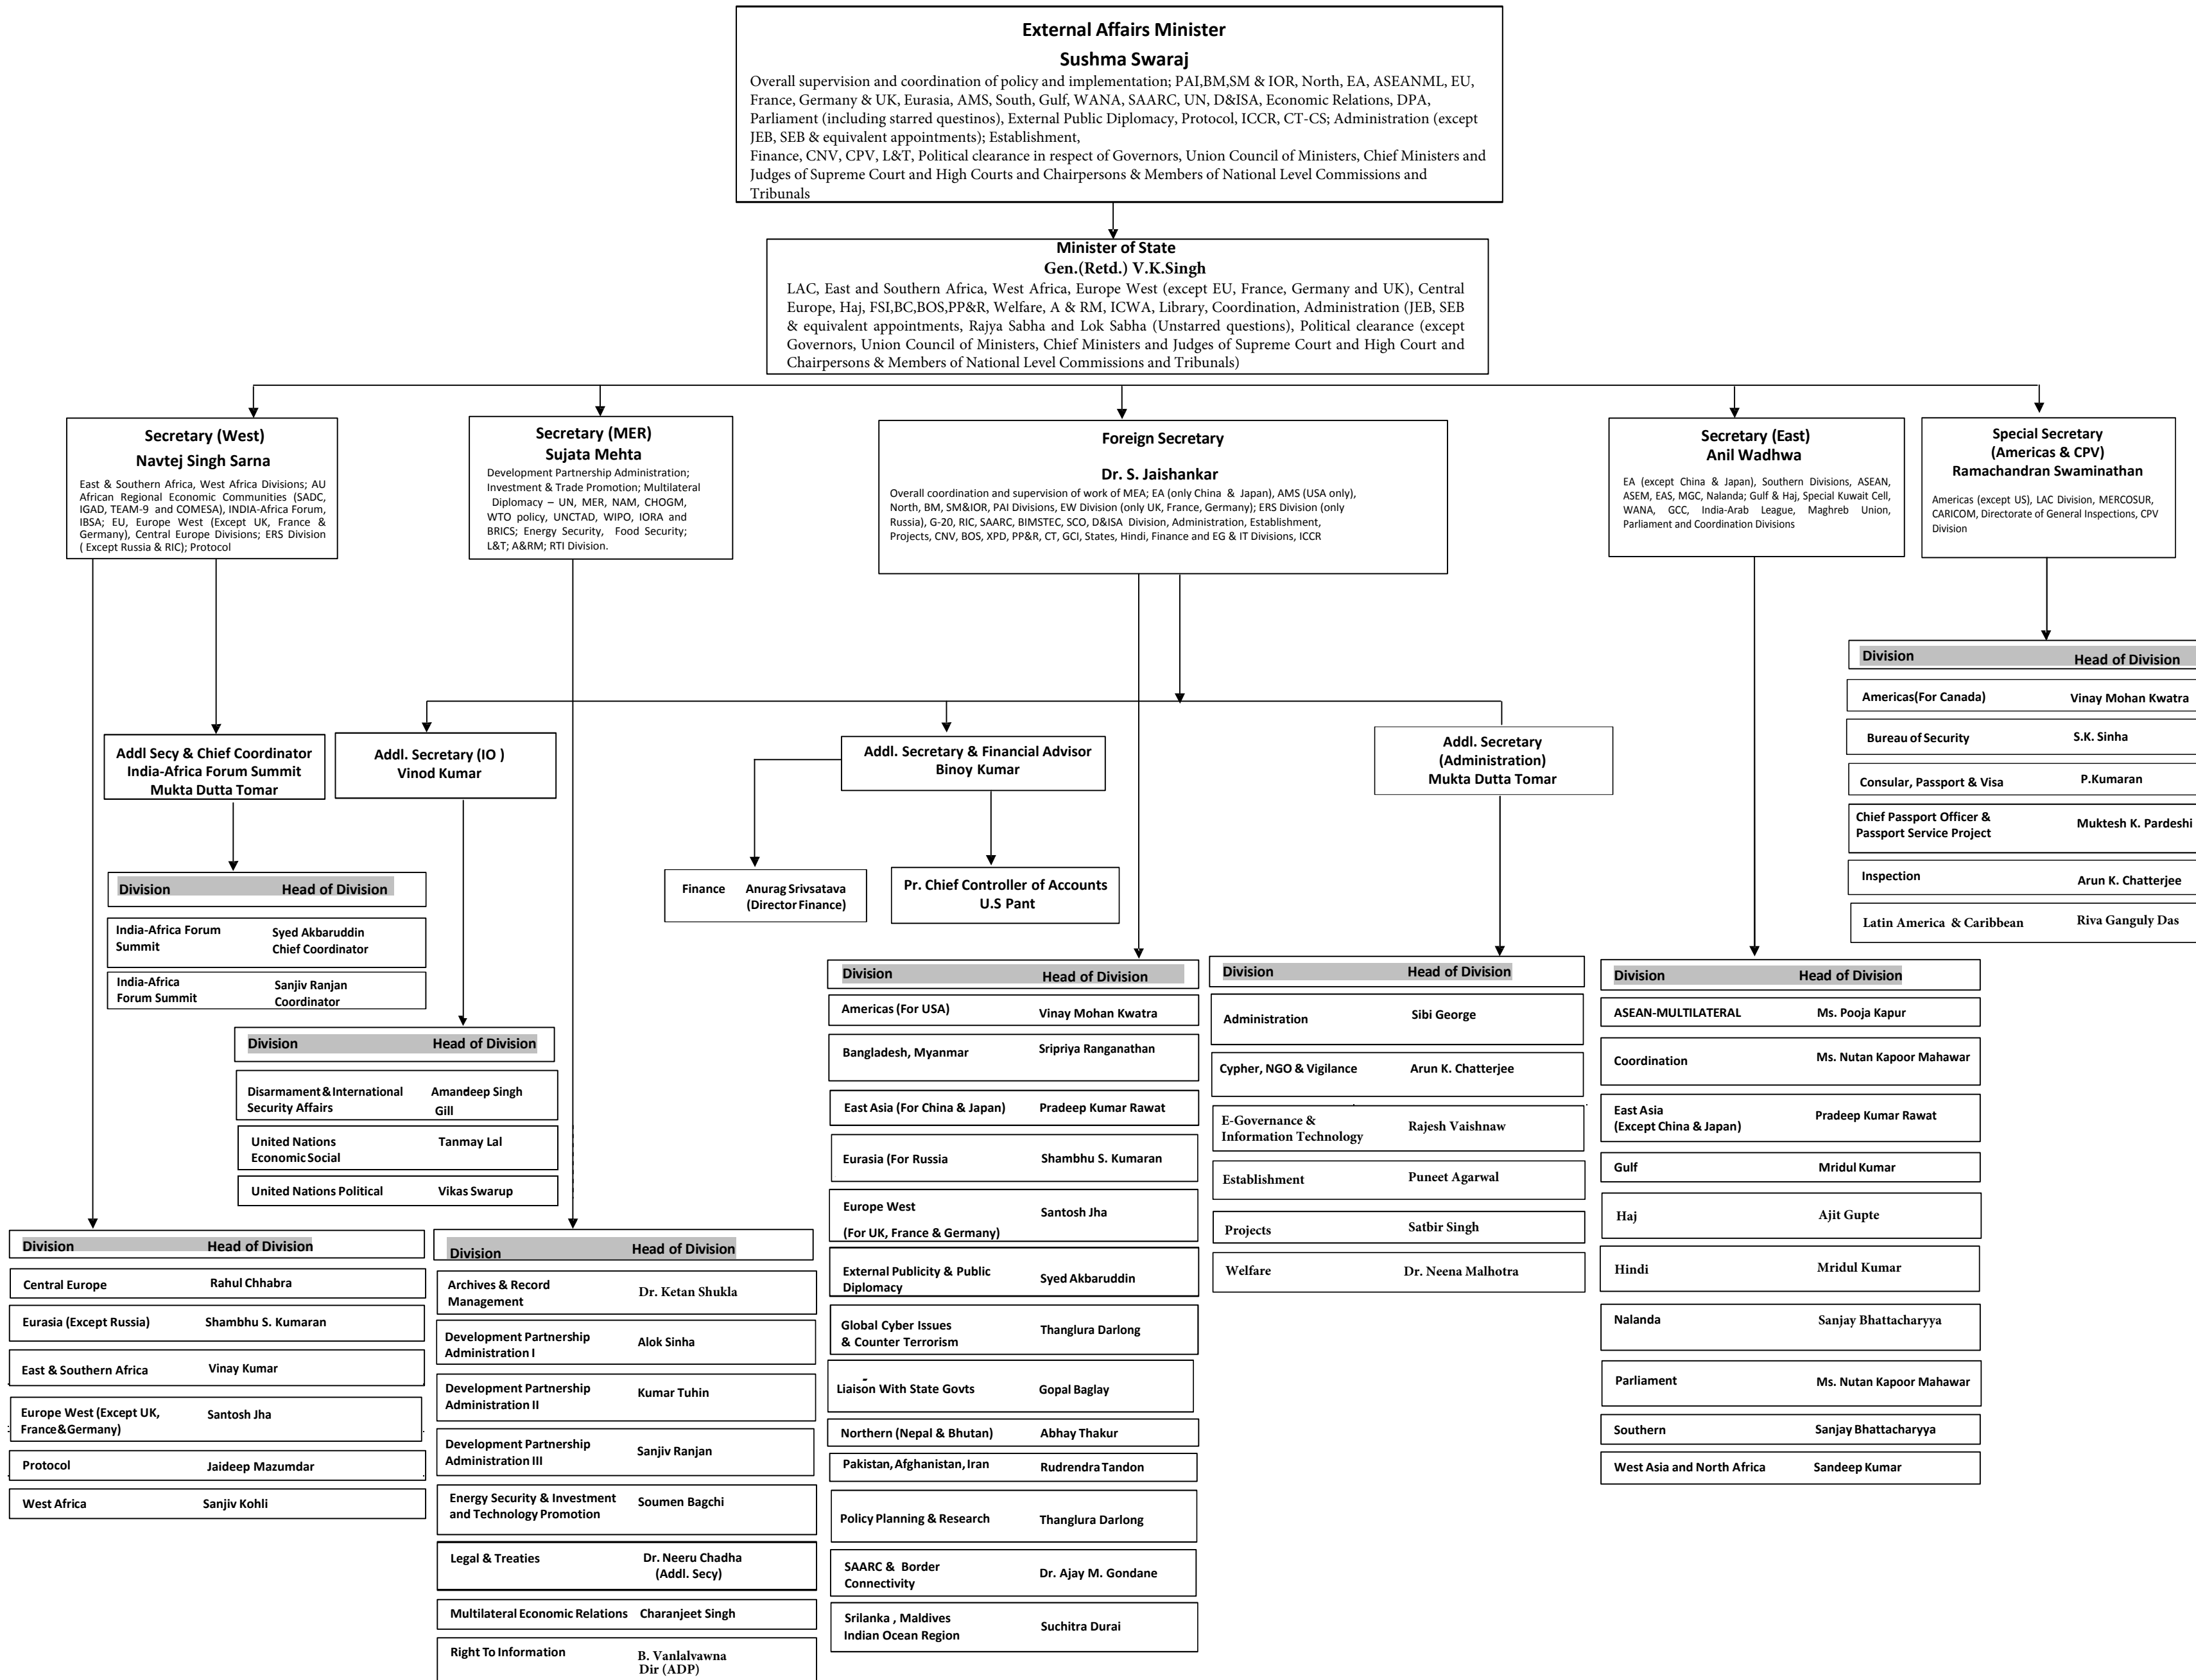 External Affairs Minister
Sushma Swaraj
Overall supervision and coordination of policy and implementation; PAI,BM,SM & IOR, North, EA, ASEANML, EU,
France, Germany & UK, Eurasia, AMS, South, Gulf, WANA, SAARC, UN, D&ISA, Economic Relations, DPA,
Parliament (including starred questinos), External Public Diplomacy, Protocol, ICCR, CT-CS; Administration (except
JEB, SEB & equivalent appointments); Establishment,
Finance, CNV, CPV, L&T, Political clearance in respect of Governors, Union Council of Ministers, Chief Ministers and
Judges of Supreme Court and High Courts and Chairpersons & Members of National Level Commissions and
Tribunals
Minister of State
Gen.(Retd.) V.K.Singh
LAC, East and Southern Africa, West Africa, Europe West (except EU, France, Germany and UK), Central
Europe, Haj, FSI,BC,BOS,PP&R, Welfare, A & RM, ICWA, Library, Coordination, Administration (JEB, SEB
& equivalent appointments, Rajya Sabha and Lok Sabha (Unstarred questions), Political clearance (except
Governors, Union Council of Ministers, Chief Ministers and Judges of Supreme Court and High Court and
Chairpersons & Members of National Level Commissions and Tribunals)
Secretary (West)
Navtej Singh Sarna
East & Southern Africa, West Africa Divisions; AU
African Regional Economic Communities (SADC,
IGAD, TEAM-9 and COMESA), INDIA-Africa Forum,
IBSA; EU, Europe West (Except UK, France &
Germany), Central Europe Divisions; ERS Division
( Except Russia & RIC); Protocol
Secretary (MER)
Sujata Mehta
Development Partnership Administration;
Investment & Trade Promotion; Multilateral
Diplomacy – UN, MER, NAM, CHOGM,
WTO policy, UNCTAD, WIPO, IORA and
BRICS; Energy Security, Food Security;
L&T; A&RM; RTI Division.
Foreign Secretary
Dr. S. Jaishankar
Overall coordination and supervision of work of MEA; EA (only China & Japan), AMS (USA only),
North, BM, SM&IOR, PAI Divisions, EW Division (only UK, France, Germany); ERS Division (only
Russia), G-20, RIC, SAARC, BIMSTEC, SCO, D&ISA Division, Administration, Establishment,
Projects, CNV, BOS, XPD, PP&R, CT, GCI, States, Hindi, Finance and EG & IT Divisions, ICCR
Secretary (East)
Anil Wadhwa
EA (except China & Japan), Southern Divisions, ASEAN,
ASEM, EAS, MGC, Nalanda; Gulf & Haj, Special Kuwait Cell,
WANA, GCC, India-Arab League, Maghreb Union,
Parliament and Coordination Divisions
Special Secretary
(Americas & CPV)
Ramachandran Swaminathan
Americas (except US), LAC Division, MERCOSUR,
CARICOM, Directorate of General Inspections, CPV
Division
Division Head of Division
Americas(For Canada) Vinay Mohan Kwatra
Bureau of Security S.K. Sinha
Consular, Passport & Visa P.Kumaran
Chief Passport Officer &
Passport Service Project Muktesh K. Pardeshi
Inspection Arun K. Chatterjee
Latin America & Caribbean Riva Ganguly Das
Addl Secy & Chief Coordinator
India-Africa Forum Summit
Mukta Dutta Tomar
Addl. Secretary (IO )
Vinod Kumar
Addl. Secretary & Financial Advisor
Binoy Kumar
Addl. Secretary
(Administration)
Mukta Dutta Tomar
Finance Anurag Srivsatava
(Director Finance)
Pr. Chief Controller of Accounts
U.S Pant
Division Head of Division
India-Africa Forum Syed Akbaruddin
Summit Chief Coordinator
India-Africa Sanjiv Ranjan
Forum Summit Coordinator
Division Head of Division
Disarmament & International Amandeep Singh
Security Affairs Gill
United Nations Tanmay Lal
Economic Social
United Nations Political Vikas Swarup
Division Head of Division
Central Europe Rahul Chhabra
Eurasia (Except Russia) Shambhu S. Kumaran
East & Southern Africa Vinay Kumar
Europe West (Except UK, Santosh Jha
France & Germany)
Protocol Jaideep Mazumdar
West Africa Sanjiv Kohli
Division Head of Division
Archives & Record
Management Dr. Ketan Shukla
Development Partnership
Administration I Alok Sinha
Development Partnership
Administration II Kumar Tuhin
Development Partnership
Administration III Sanjiv Ranjan
Energy Security & Investment Soumen Bagchi
and Technology Promotion
Legal & Treaties Dr. Neeru Chadha
(Addl. Secy)
Multilateral Economic Relations Charanjeet Singh
Right To Information B. Vanlalvawna
Dir (ADP)
Division Head of Division
Americas (For USA) Vinay Mohan Kwatra
Bangladesh, Myanmar Sripriya Ranganathan
East Asia (For China & Japan) Pradeep Kumar Rawat
Eurasia (For Russia Shambhu S. Kumaran
Europe West Santosh Jha
(For UK, France & Germany)
External Publicity & Public Syed Akbaruddin
Diplomacy
Global Cyber Issues Thanglura Darlong
& Counter Terrorism
Liaison With State Govts Gopal Baglay
Northern (Nepal & Bhutan) Abhay Thakur
Pakistan, Afghanistan, Iran Rudrendra Tandon
Policy Planning & Research Thanglura Darlong
SAARC & Border
Connectivity Dr. Ajay M. Gondane
Srilanka , Maldives Suchitra Durai
Indian Ocean Region
Division Head of Division
Administration Sibi George
Cypher, NGO & Vigilance Arun K. Chatterjee
E-Governance &
Information Technology Rajesh Vaishnaw
Establishment Puneet Agarwal
Projects Satbir Singh
Welfare Dr. Neena Malhotra
Division Head of Division
ASEAN-MULTILATERAL Ms. Pooja Kapur
Coordination Ms. Nutan Kapoor Mahawar
East Asia
(Except China & Japan) Pradeep Kumar Rawat
Gulf Mridul Kumar
Haj Ajit Gupte
Hindi Mridul Kumar
Nalanda Sanjay Bhattacharyya
Parliament Ms. Nutan Kapoor Mahawar
Southern Sanjay Bhattacharyya
West Asia and North Africa Sandeep Kumar